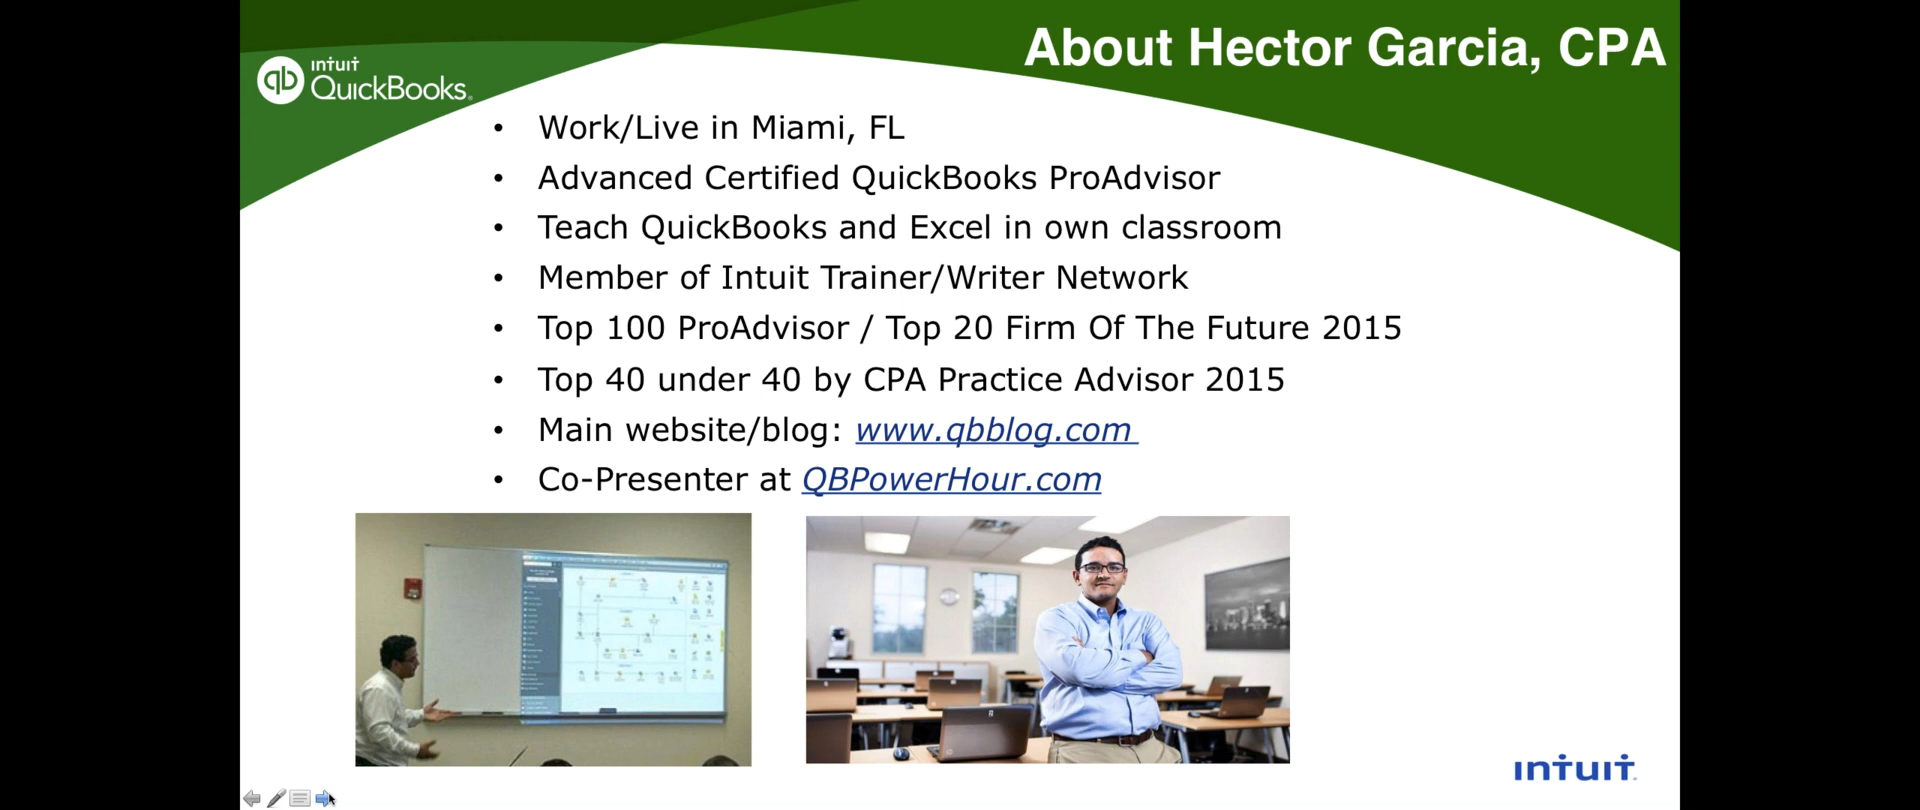 About Hector Garcia, CPA
qb intuit QuickBooks.
• Work/Live in Miami, FL
• Advanced Certified QuickBooks ProAdvisor
• Teach QuickBooks and Excel in own classroom
• Member of Intuit Trainer/Writer Network
• Top 100 ProAdvisor / Top 20 Firm Of The Future 2015
• Top 40 under 40 by CPA Practice Advisor 2015
• Main website/blog: www.qbblog.com
• Co-Presenter at QBPowerHour.com
intuit.